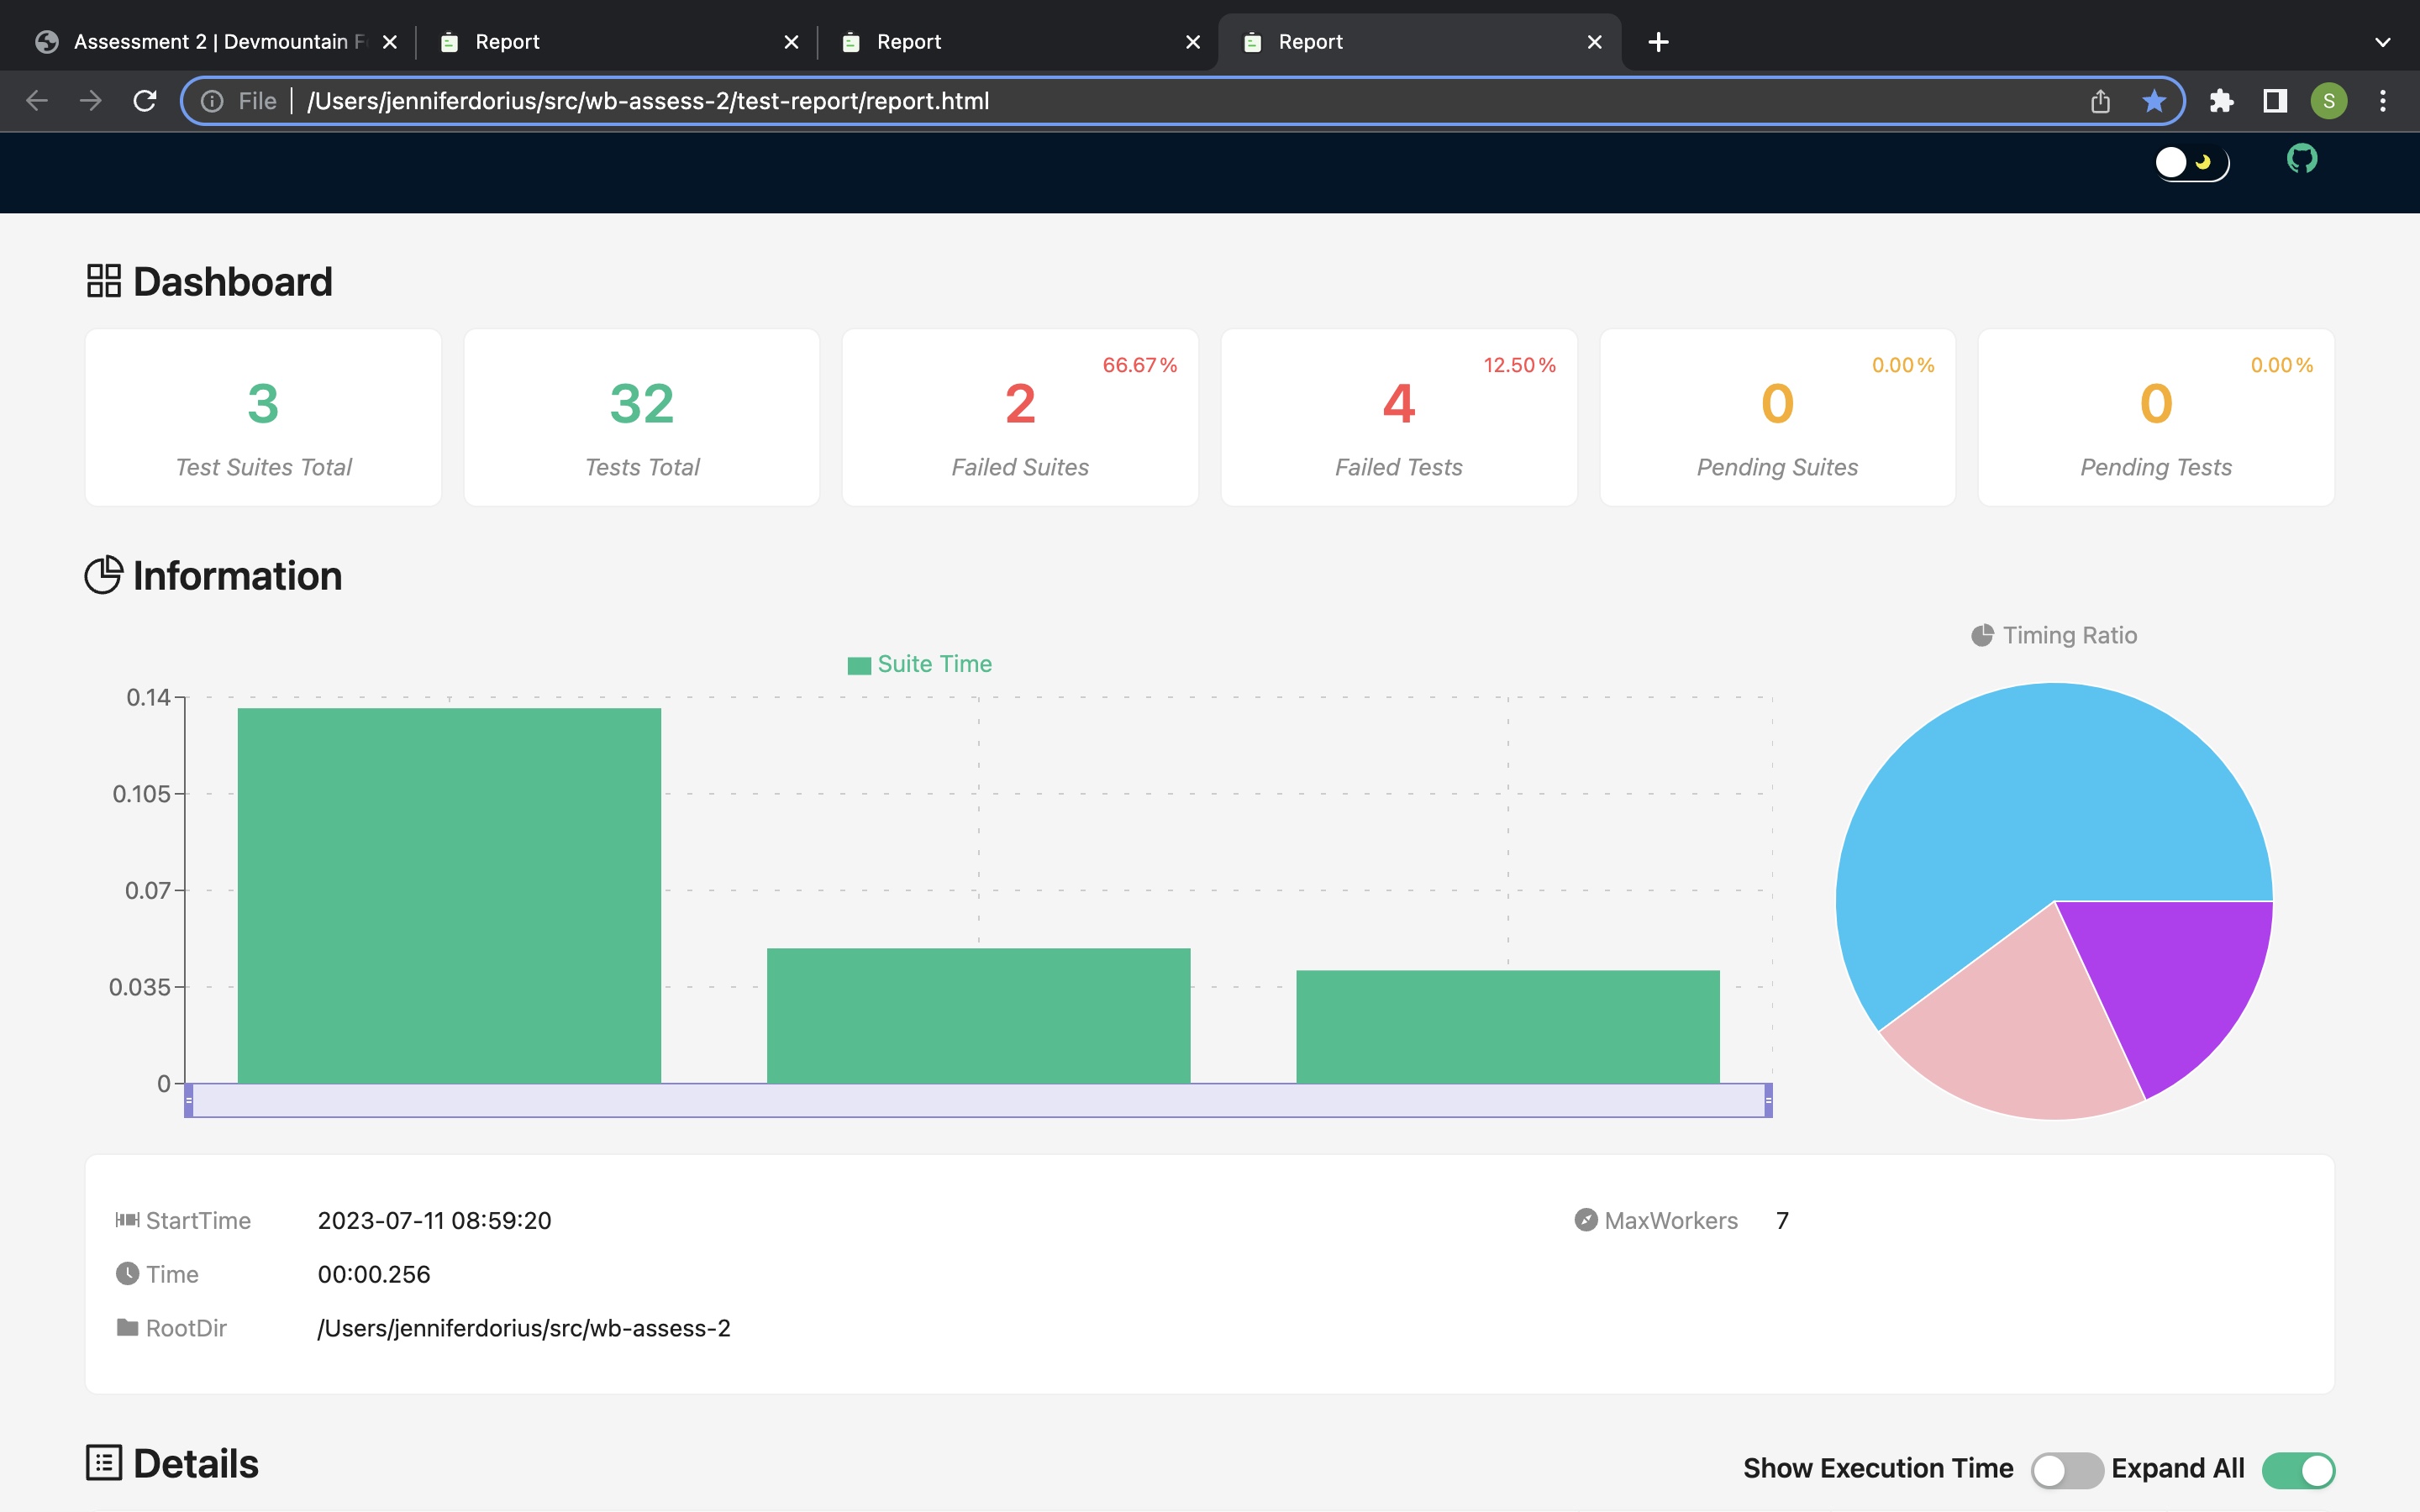 Assessment 2 | Devmountain F
Report
Report
Report
File
/Users/jenniferdorius/src/wb-assess-2/test-report/report.html
S
Dashboard
3
Test Suites Total
32
Tests Total
66.67%
2
Failed Suites
12.50%
4
Failed Tests
0.00%
0
Pending Suites
0.00%
0
Pending Tests
Information
Suite Time
0.14
0.105
0.07
0.035
0
Timing Ratio
StartTime 2023-07-11 08:59:20
MaxWorkers 7
Time 00:00.256
RootDir /Users/jenniferdorius/src/wb-assess-2
Details
Show Execution Time
Expand All